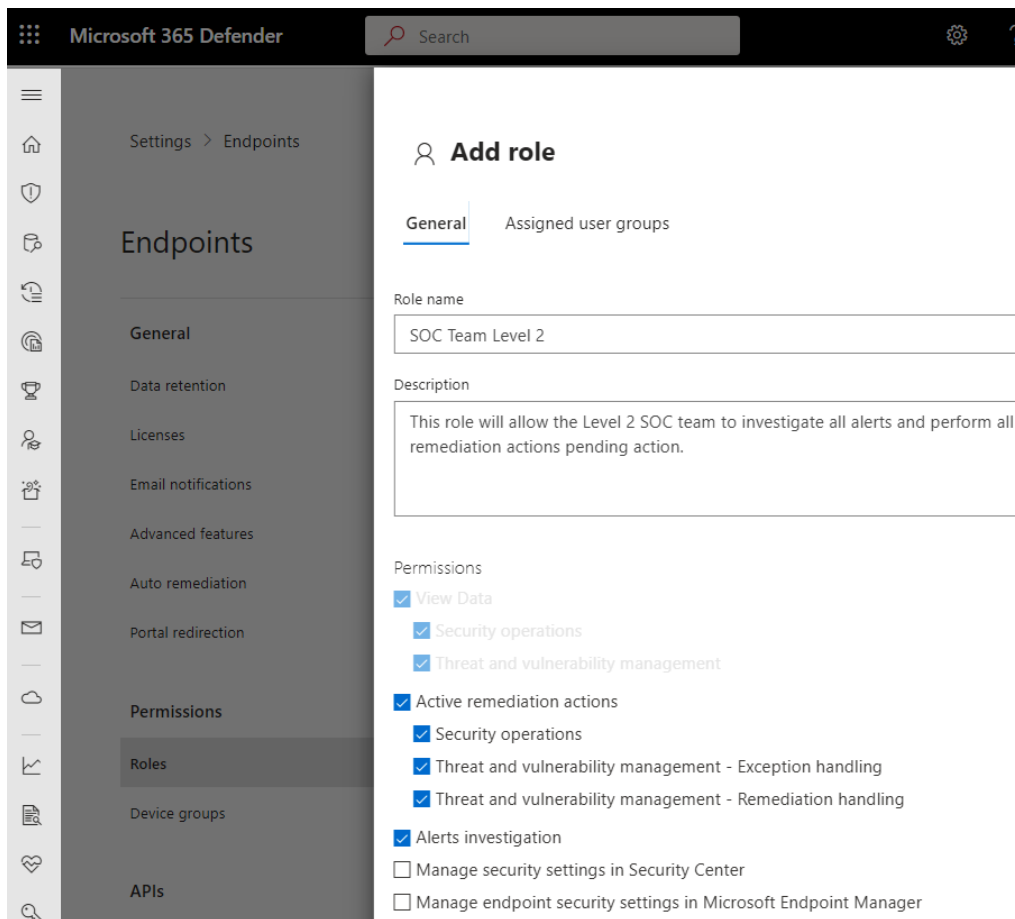 Microsoft 365 Defender
Search
Settings > Endpoints
Endpoints
General
Data retention
Licenses
Email notifications
Advanced features
Auto remediation
Portal redirection
Permissions
Roles
Device groups
APIs
Add role
General
Assigned user groups
Role name
SOC Team Level 2
Description
This role will allow the Level 2 SOC team to investigate all alerts and perform all
remediation actions pending action.
Permissions
View Data
Security operations
Threat and vulnerability management
Active remediation actions
Security operations
Threat and vulnerability management - Exception handling
Threat and vulnerability management - Remediation handling
Alerts investigation
Manage security settings in Security Center
Manage endpoint security settings in Microsoft Endpoint Manager